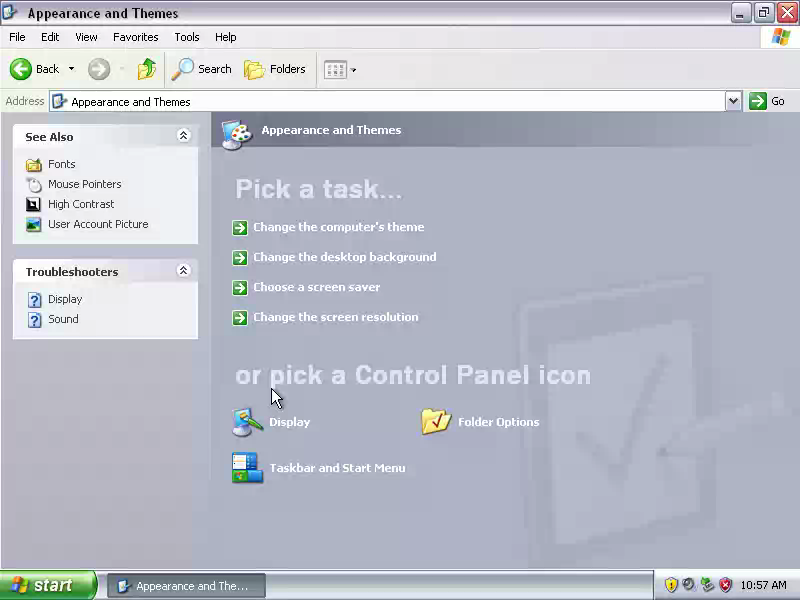 Appearance and Themes
File Edit View Favorites Tools Help
Back Search Folders
Address Appearance and Themes Go
See Also
Fonts
Mouse Pointers
High Contrast
User Account Picture
Troubleshooters
Display
Sound
Appearance and Themes
Pick a task...
Change the computer's theme
Change the desktop background
Choose a screen saver
Change the screen resolution
or pick a Control Panel icon
Display Folder Options
Taskbar and Start Menu
start Appearance and The... 10:57 AM